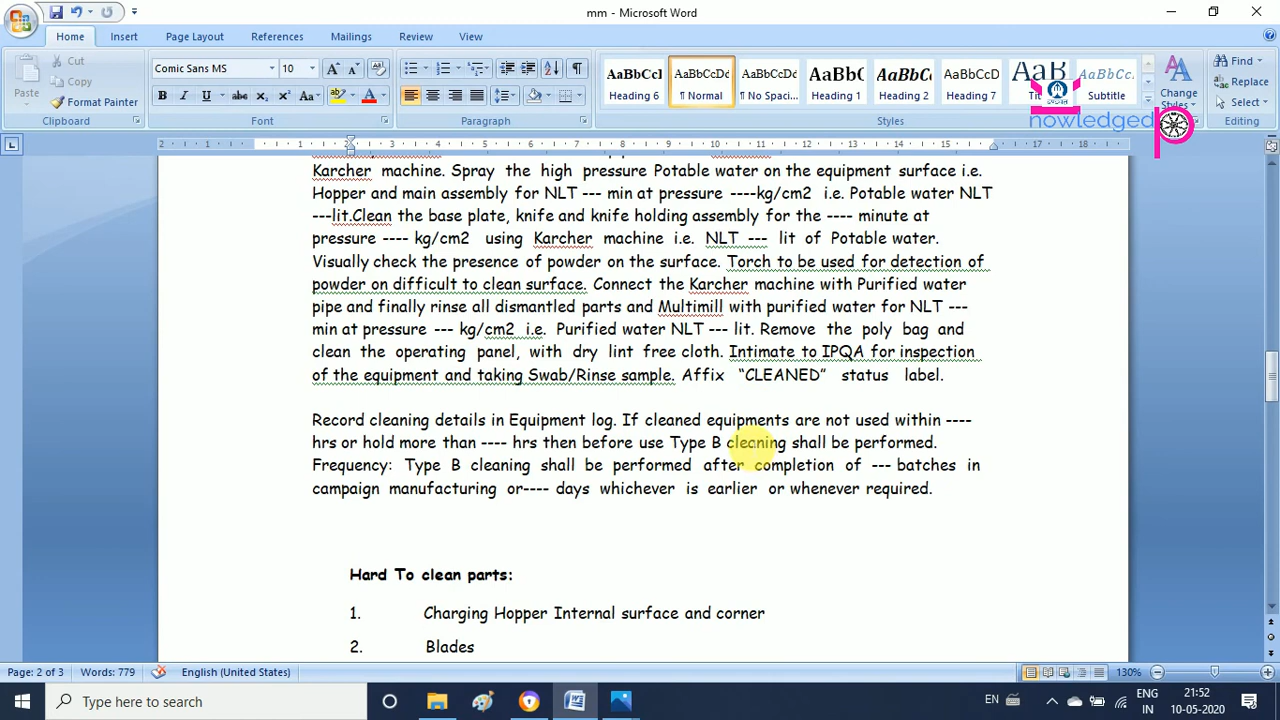 mm - Microsoft Word
Home Insert Page Layout References Mailings Review View
Paste
Cut
Copy
Format Painter
Clipboard
Comic Sans MS 10
B I U abc X₂ X² Aa
Font
Paragraph
AaBbCcI AaBbCcDc AaBbCcDc AaBbC AaBbCc AaBbCcD AaB AaBbCcL
Heading 6 ¶ Normal ¶ No Spaci... Heading 1 Heading 2 Heading 7 Subtitle
Change
Styles
Styles
Find
Replace
Select
Editing
nowledged
Karcher machine. Spray the high pressure Potable water on the equipment surface i.e.
Hopper and main assembly for NLT --- min at pressure ----kg/cm2 i.e. Potable water NLT
---lit.Clean the base plate, knife and knife holding assembly for the ---- minute at
pressure ---- kg/cm2 using Karcher machine i.e. NLT --- lit of Potable water.
Visually check the presence of powder on the surface. Torch to be used for detection of
powder on difficult to clean surface. Connect the Karcher machine with Purified water
pipe and finally rinse all dismantled parts and Multimill with purified water for NLT ---
min at pressure --- kg/cm2 i.e. Purified water NLT --- lit. Remove the poly bag and
clean the operating panel, with dry lint free cloth. Intimate to IPQA for inspection
of the equipment and taking Swab/Rinse sample. Affix “CLEANED” status label.
Record cleaning details in Equipment log. If cleaned equipments are not used within ----
hrs or hold more than ---- hrs then before use Type B cleaning shall be performed.
Frequency: Type B cleaning shall be performed after completion of --- batches in
campaign manufacturing or---- days whichever is earlier or whenever required.
Hard To clean parts:
1. Charging Hopper Internal surface and corner
2. Blades
Page: 2 of 3 Words: 779 English (United States) 130%
Type here to search
EN
ENG
IN
21:52
10-05-2020